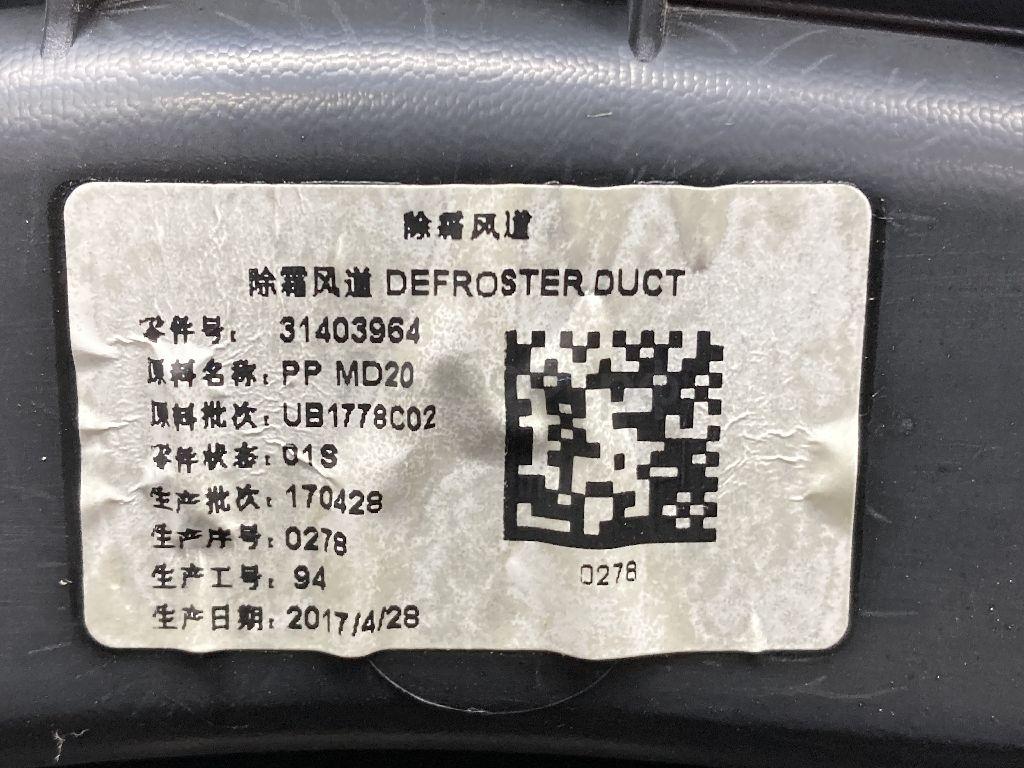 除霜风道
除霜风道 DEFROSTER DUCT
零件号: 31403964
原料名称: PP MD20
原料批次: UB1778C02
零件状态: 01S
生产批次: 170428
生产序号: 0278
生产工号: 94
生产日期: 2017/4/28
0278